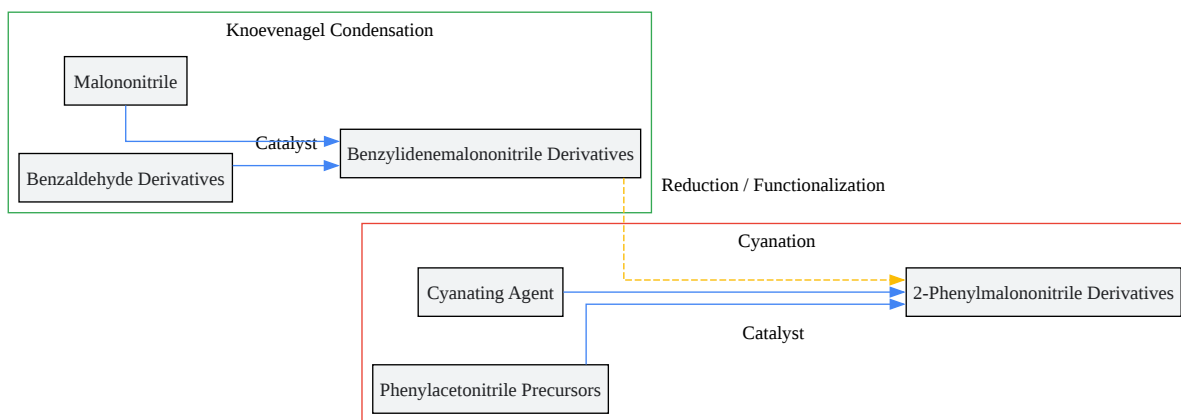 Knoevenagel Condensation
Malononitrile
Catalyst
Benzylidenemalononitrile Derivatives
Benzaldehyde Derivatives
Reduction / Functionalization
Cyanation
Cyanating Agent
2-Phenylmalononitrile Derivatives
Catalyst
Phenylacetonitrile Precursors